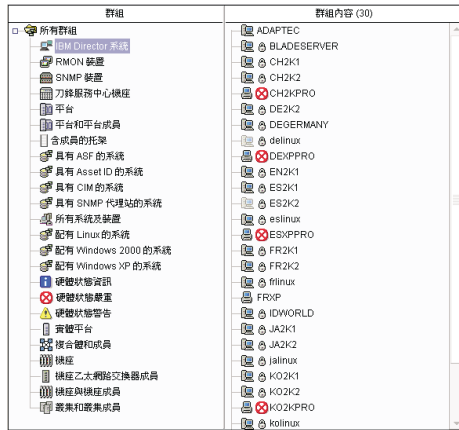 群組
所有群組
IBM Director 系統
RMON 裝置
SNMP 裝置
刀鋒服務中心機座
平台
平台和平台成員
含成員的托架
具有 ASF 的系統
具有 Asset ID 的系統
具有 CIM 的系統
具有 SNMP 代理站的系統
所有系統及裝置
配有 Linux 的系統
配有 Windows 2000 的系統
配有 Windows XP 的系統
硬體狀態資訊
硬體狀態嚴重
硬體狀態警告
實體平台
複合體和成員
機座
機座乙太網路交換器成員
機座與機座成員
叢集和叢集成員
群組內容 (30)
ADAPTEC
BLADESERVER
CH2K1
CH2K2
CH2KPRO
DE2K2
DEGERMANY
delinux
DEXPPRO
EN2K1
ES2K1
ES2K2
eslinux
ESXPPRO
FR2K1
FR2K2
frlinux
FRXP
IDWORLD
JA2K1
JA2K2
jalinux
KO2K1
KO2K2
KO2KPRO
kolinux